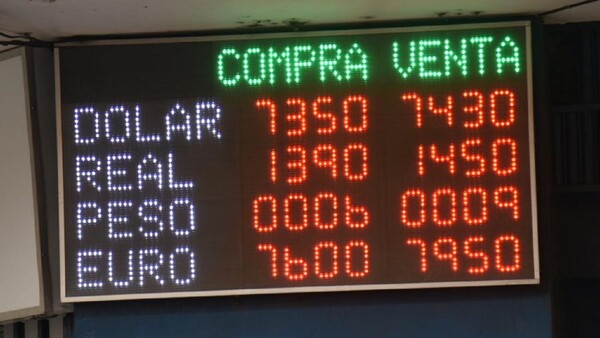 COMPRA VENTA
DOLAR 7350 7430
REAL 1390 1450
PESO 0006 0009
EURO 7600 7950